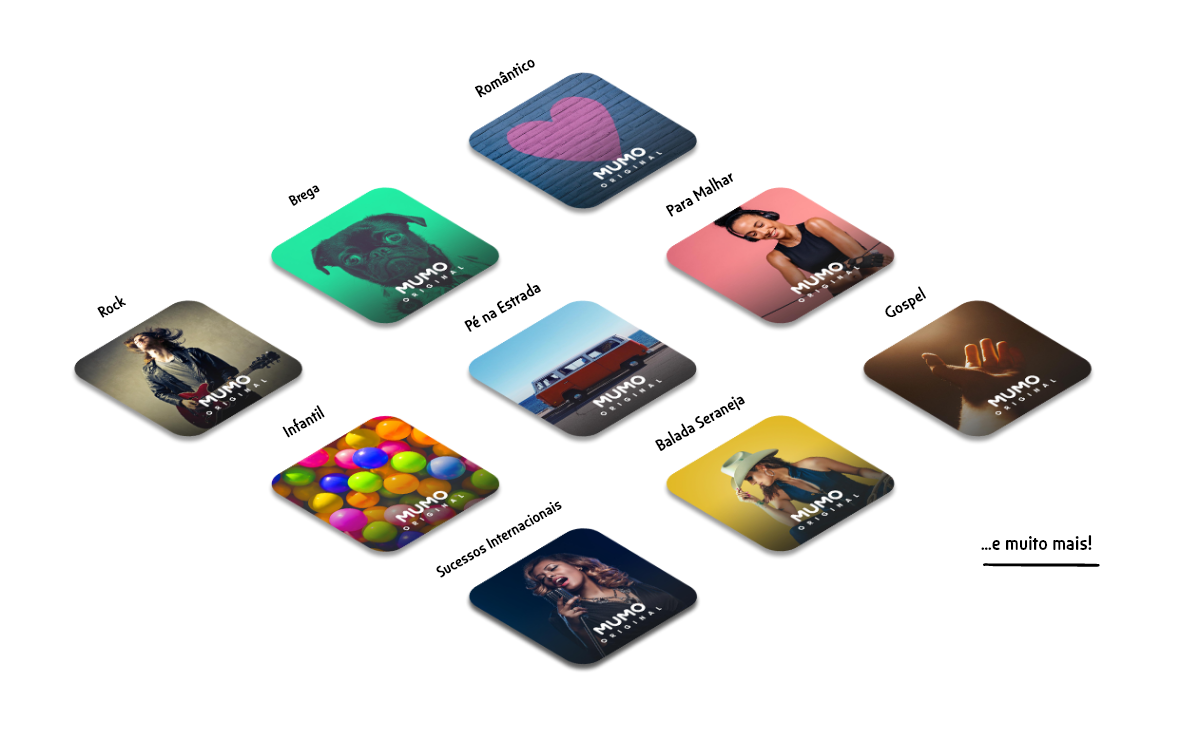 Romântico
MUMO
ORIGINAL
Brega
MUMO
ORIGINAL
Para Malhar
MUMO
ORIGINAL
Rock
MUMO
ORIGINAL
Pé na Estrada
MUMO
ORIGINAL
Gospel
MUMO
ORIGINAL
Infantil
MUMO
ORIGINAL
Balada Seraneja
MUMO
ORIGINAL
Sucessos Internacionais
MUMO
ORIGINAL
...e muito mais!